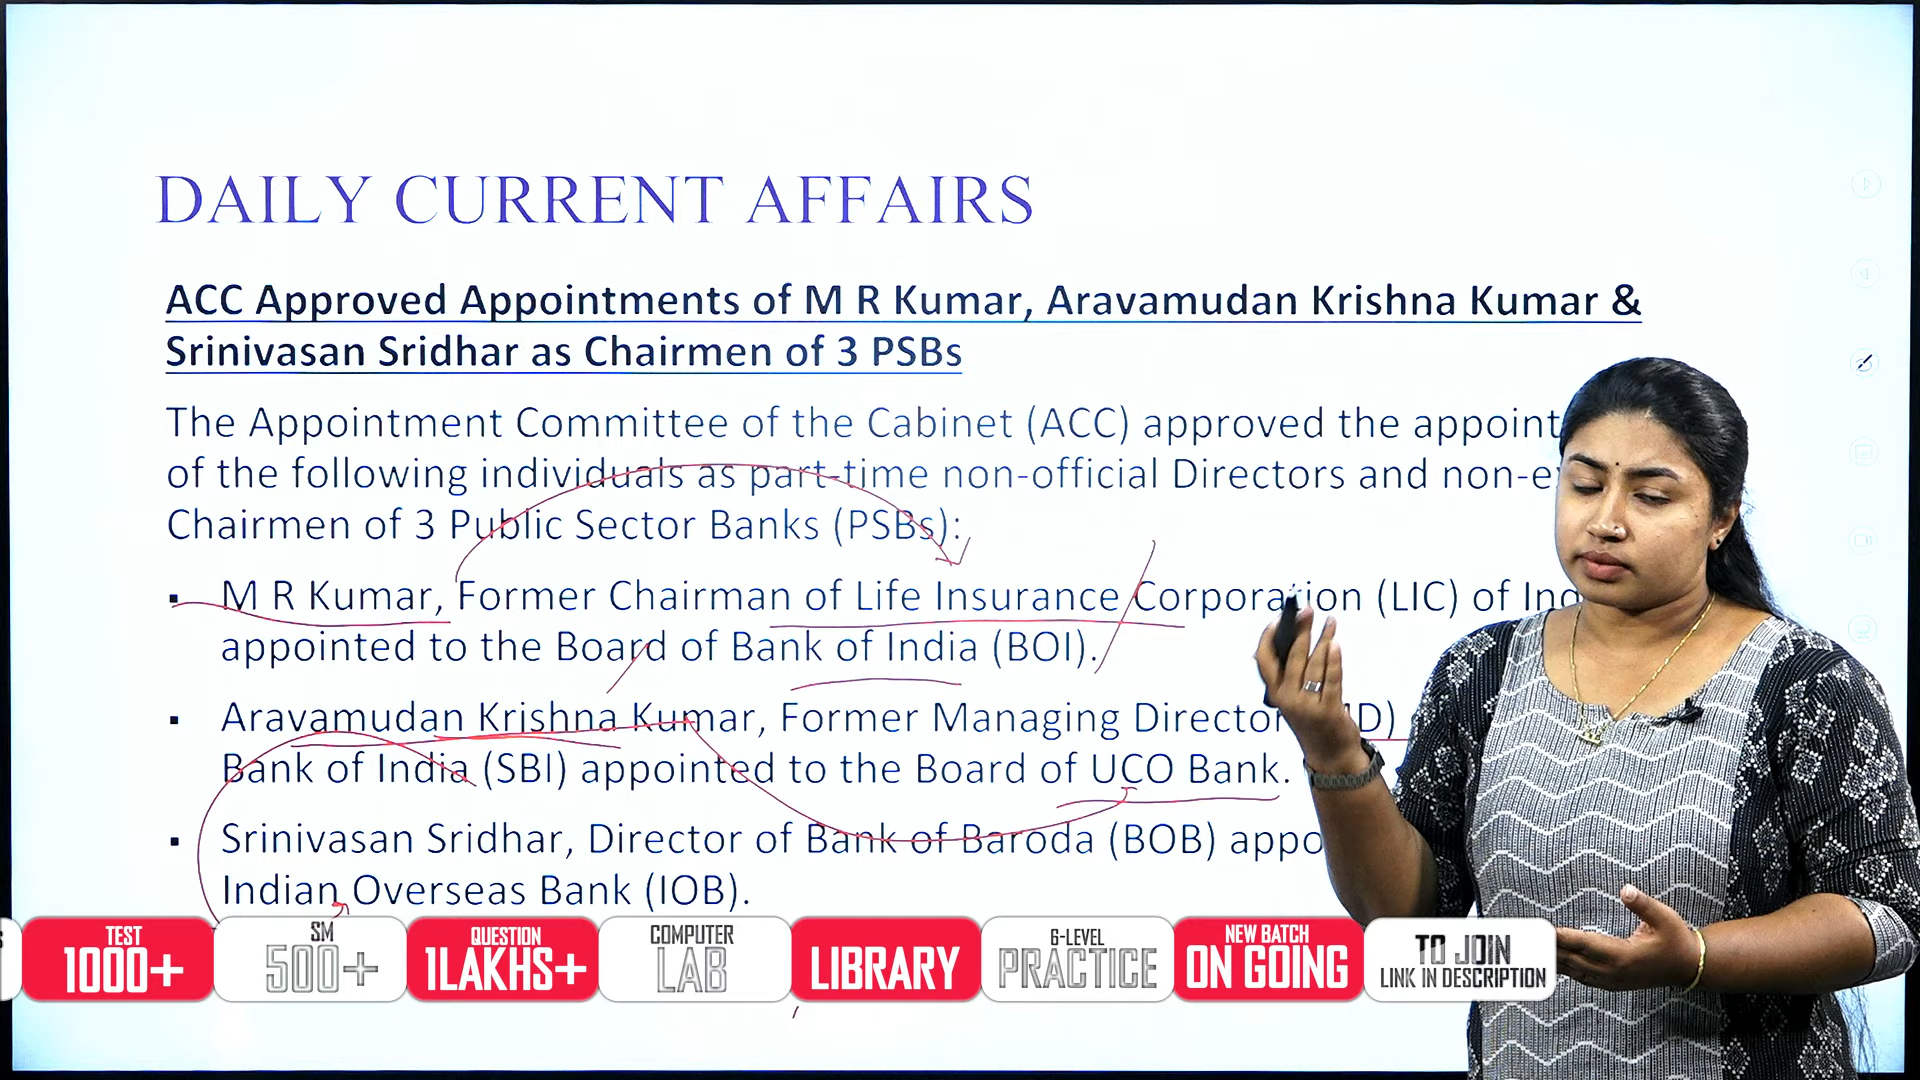 DAILY CURRENT AFFAIRS
ACC Approved Appointments of M R Kumar, Aravamudan Krishna Kumar &
Srinivasan Sridhar as Chairmen of 3 PSBs
The Appointment Committee of the Cabinet (ACC) approved the appoint
of the following individuals as part-time non-official Directors and non-e
Chairmen of 3 Public Sector Banks (PSBs):
▪ M R Kumar, Former Chairman of Life Insurance Corporation (LIC) of Ind
appointed to the Board of Bank of India (BOI).
▪ Aravamudan Krishna Kumar, Former Managing Director MD)
Bank of India (SBI) appointed to the Board of UCO Bank.
▪ Srinivasan Sridhar, Director of Bank of Baroda (BOB) appo
Indian Overseas Bank (IOB).
TEST
1000+
SM
500+
QUESTION
1LAKHS+
COMPUTER
LAB
LIBRARY
6-LEVEL
PRACTICE
NEW BATCH
ON GOING
TO JOIN
LINK IN DESCRIPTION